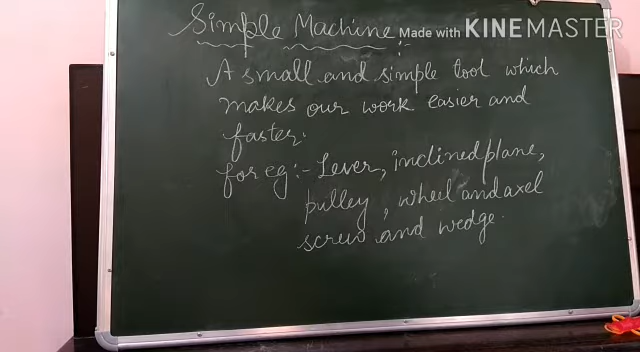 Simple Machine :-
Made with KINEMASTER
A small and simple tool which
makes our work easier and
faster.
for eg:- Lever, inclined plane,
pulley, wheel and axel
screw and wedge.